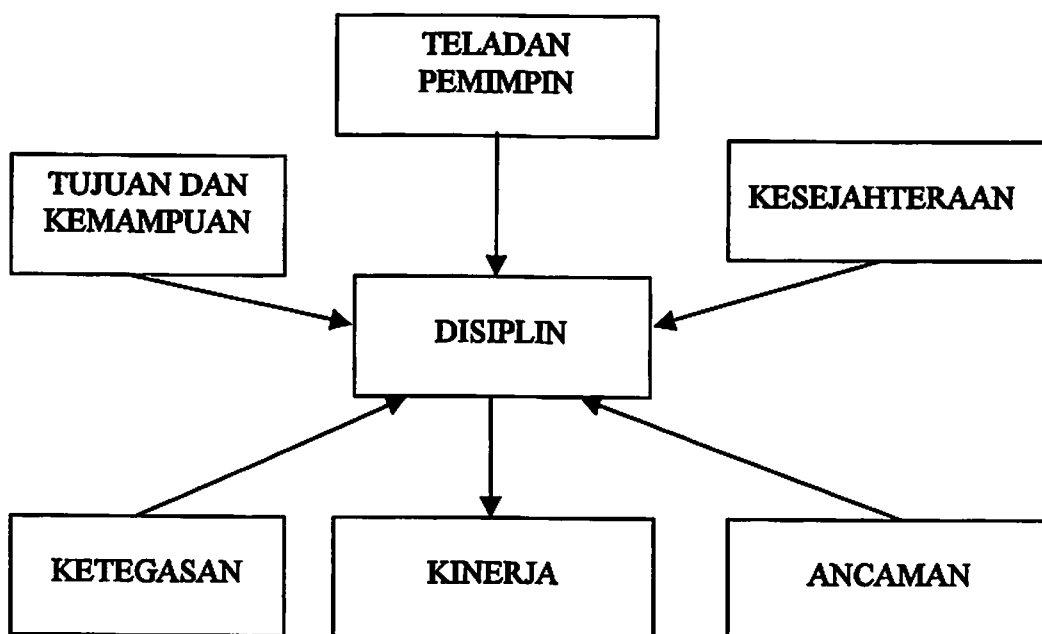 TELADAN
PEMIMPIN
TUJUAN DAN
KEMAMPUAN
KESEJAHTERAAN
DISIPLIN
KETEGASAN
KINERJA
ANCAMAN